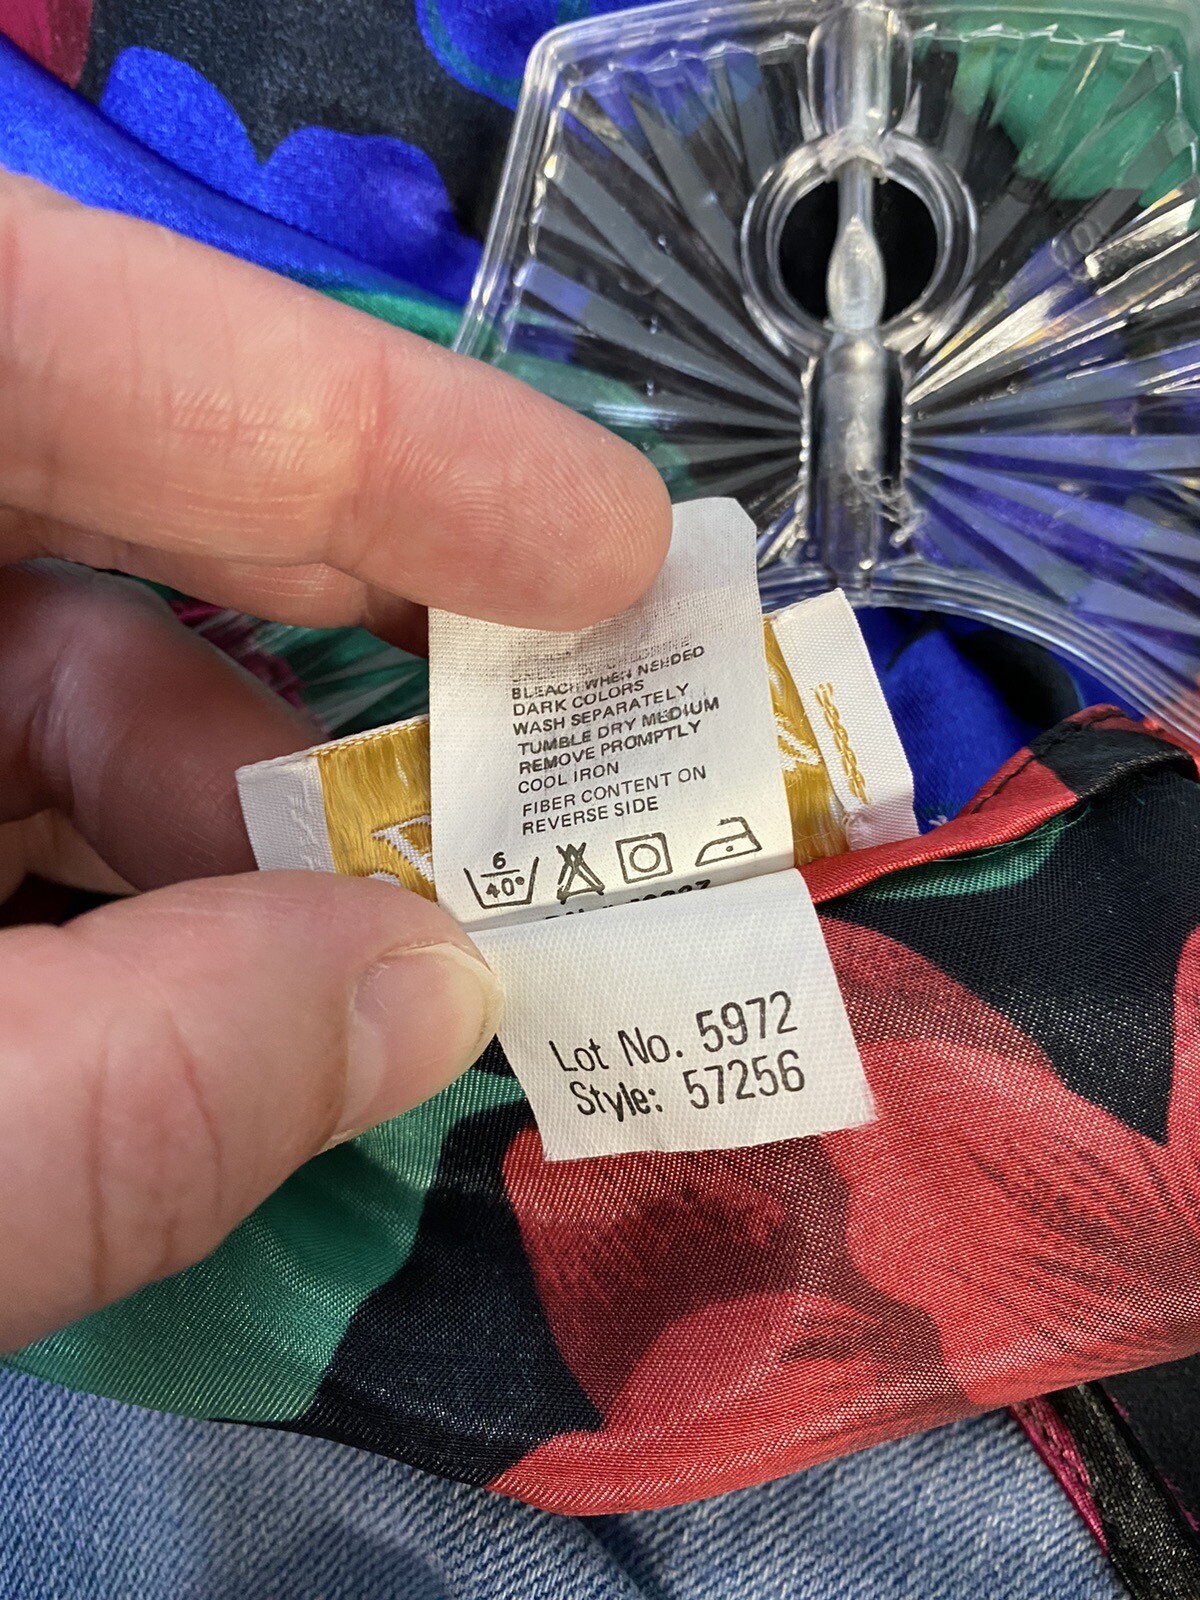 BLEACH WHEN NEEDED
DARK COLORS
WASH SEPARATELY
TUMBLE DRY MEDIUM
REMOVE PROMPTLY
COOL IRON
FIBER CONTENT ON
REVERSE SIDE
6
40°
Lot No. 5972
Style: 57256